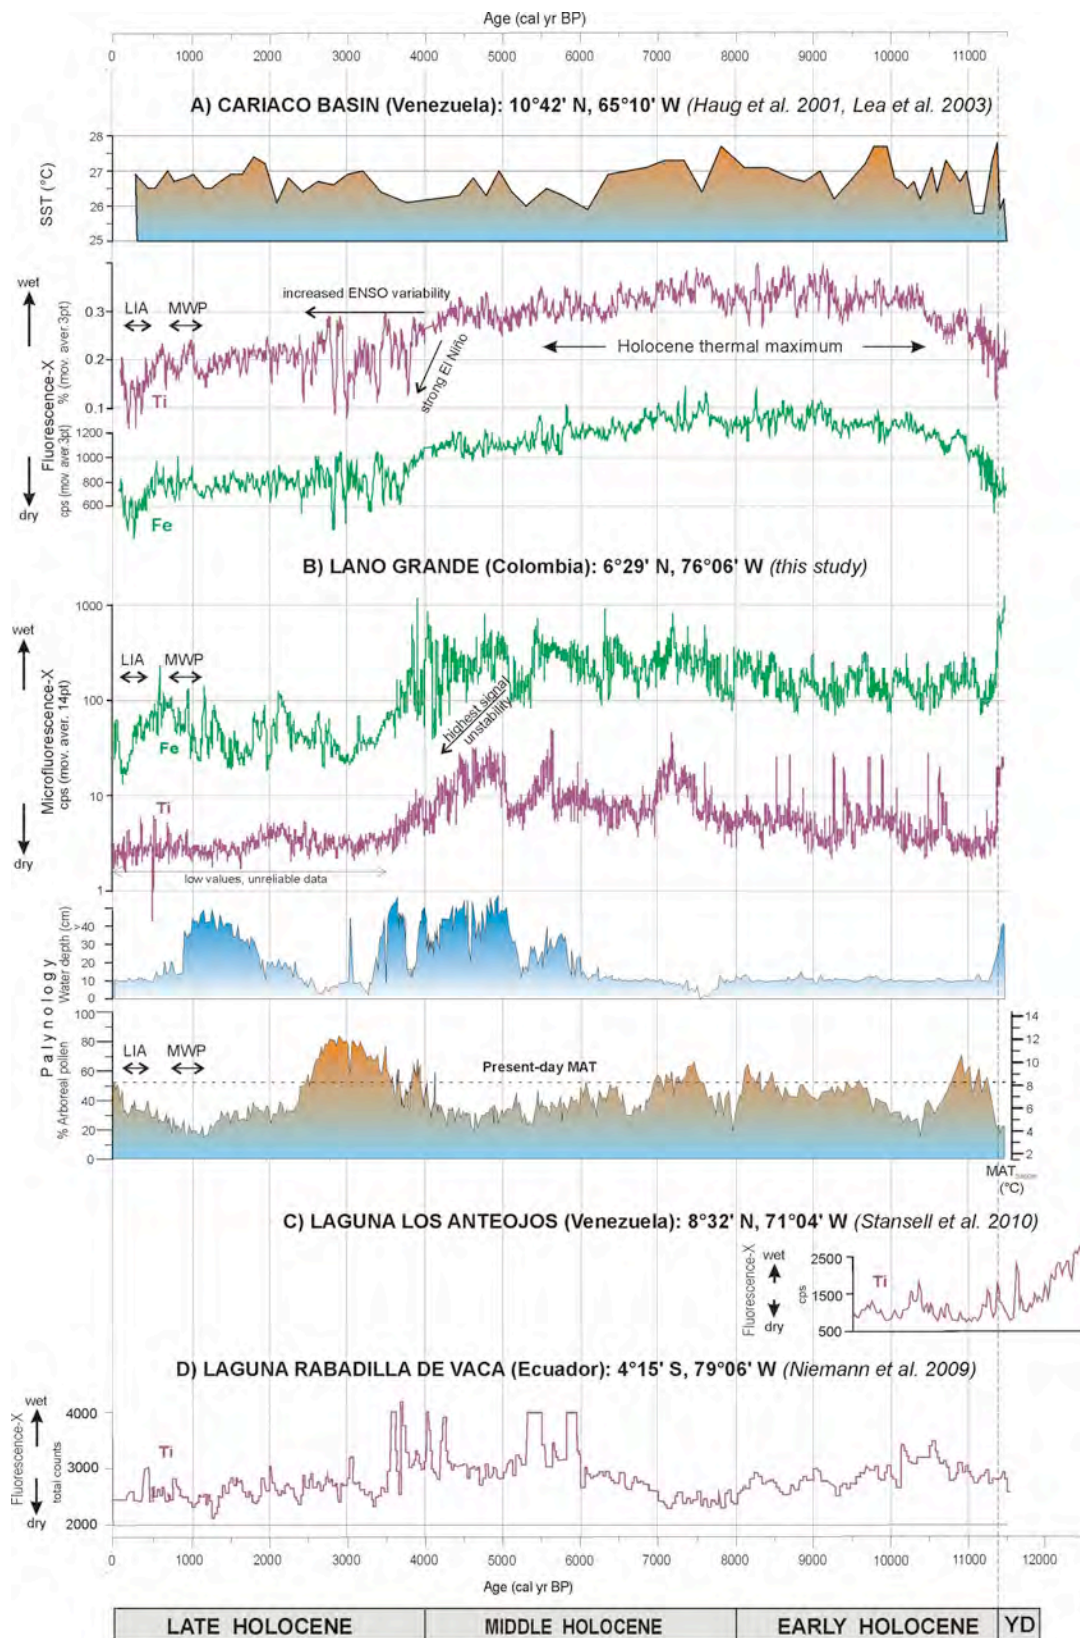 Age (cal yr BP)
0 1000 2000 3000 4000 5000 6000 7000 8000 9000 10000 11000
A) CARIACO BASIN (Venezuela): 10°42' N, 65°10' W (Haug et al. 2001, Lea et al. 2003)
SST (°C)
28
27
26
25
wet
dry
Fluorescence-X
% (mov. aver. 3pt)
cps (mov. aver 3pt)
0.3
0.2
0.1
1200
1000
800
600
LIA MWP
increased ENSO variability
strong El Niño
Holocene thermal maximum
Ti
Fe
B) LANO GRANDE (Colombia): 6°29' N, 76°06' W (this study)
wet
dry
Microfluorescence-X
cps (mov. aver. 14pt)
1000
100
10
1
LIA MWP
Fe
highest signal
unstability
Ti
low values, unreliable data
Palynology
Water depth (cm)
>40
30
20
10
0
% Arboreal pollen
100
80
60
40
20
0
LIA MWP
Present-day MAT
14
12
10
8
6
4
2
MAT
(°C)
C) LAGUNA LOS ANTEOJOS (Venezuela): 8°32' N, 71°04' W (Stansell et al. 2010)
Fluorescence-X
wet
dry
cps
2500
1500
500
Ti
D) LAGUNA RABADILLA DE VACA (Ecuador): 4°15' S, 79°06' W (Niemann et al. 2009)
Fluorescence-X
wet
dry
total counts
4000
3000
2000
Ti
0 1000 2000 3000 4000 5000 6000 7000 8000 9000 10000 11000 12000
Age (cal yr BP)
LATE HOLOCENE MIDDLE HOLOCENE EARLY HOLOCENE YD